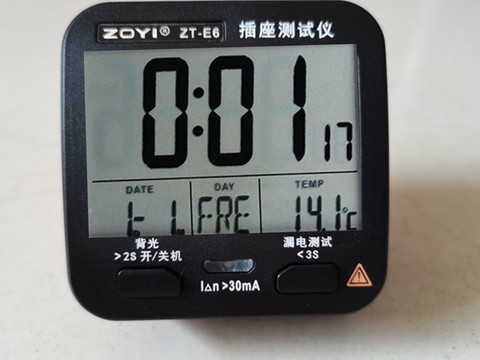 ZOYI® ZT-E6 插座测试仪
0:01 17
DATE DAY TEMP
t-1 FRE 14.1°c
背光 漏电测试
>2S 开/关机 <3S
I△n >30mA